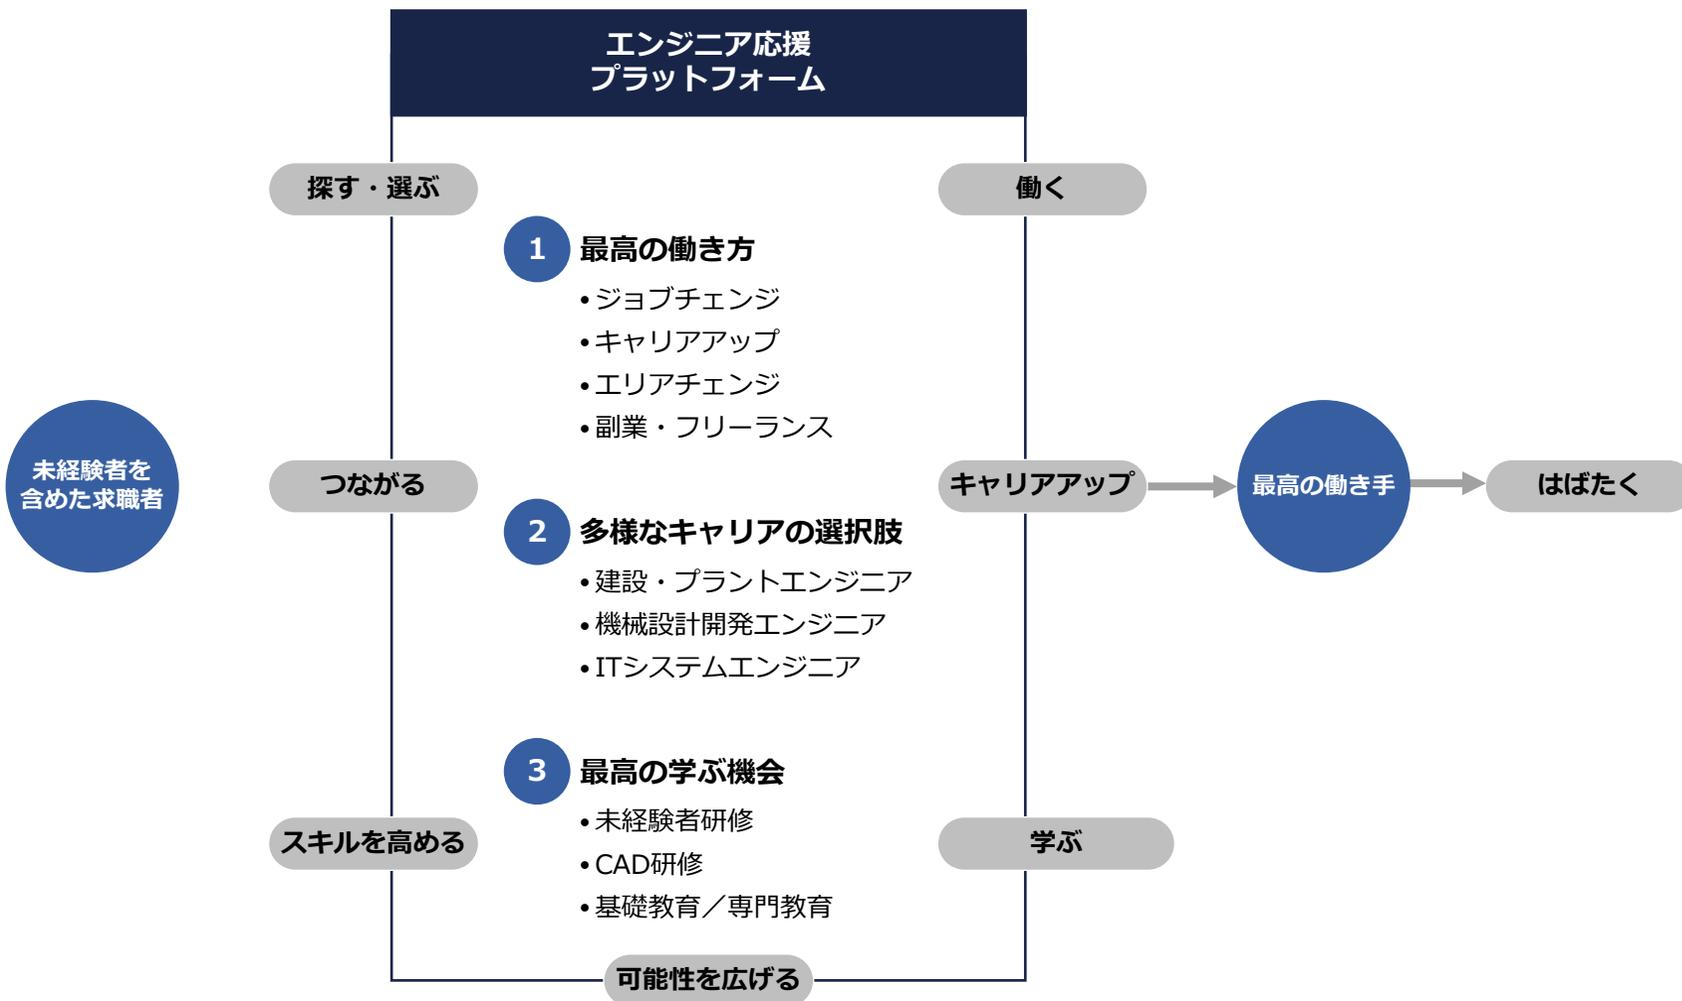 エンジニア応援
プラットフォーム
探す・選ぶ
働く
1 最高の働き方
•ジョブチェンジ
•キャリアアップ
•エリアチェンジ
•副業・フリーランス
未経験者を
含めた求職者
つながる
キャリアアップ
最高の働き手
はばたく
2 多様なキャリアの選択肢
•建設・プラントエンジニア
•機械設計開発エンジニア
•ITシステムエンジニア
3 最高の学ぶ機会
•未経験者研修
•CAD研修
•基礎教育／専門教育
スキルを高める
学ぶ
可能性を広げる